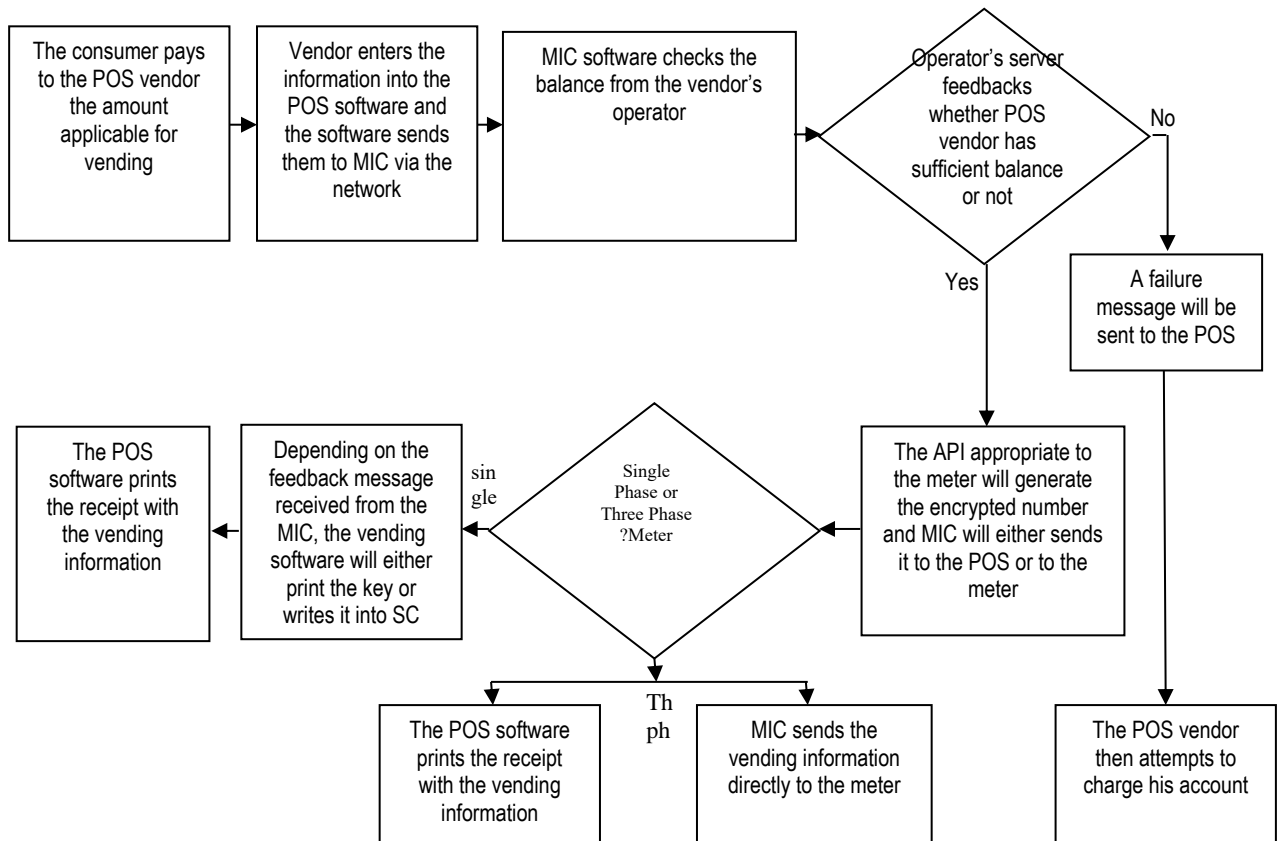 The consumer pays
to the POS vendor
the amount
applicable for
vending
Vendor enters the
information into the
POS software and
the software sends
them to MIC via the
network
MIC software checks the
balance from the vendor's
operator
Operator's server
feedbacks
whether POS
vendor has
sufficient balance
or not
No
Yes
A failure
message will be
sent to the POS
The POS
software prints
the receipt with
the vending
information
Depending on the
feedback message
received from the
MIC, the vending
software will either
print the key or
writes it into SC
sin
gle
Single
Phase or
Three Phase
?Meter
The API appropriate to
the meter will generate
the encrypted number
and MIC will either sends
it to the POS or to the
meter
Th
ph
The POS software
prints the receipt
with the vending
information
MIC sends the
vending information
directly to the meter
The POS vendor
then attempts to
charge his account